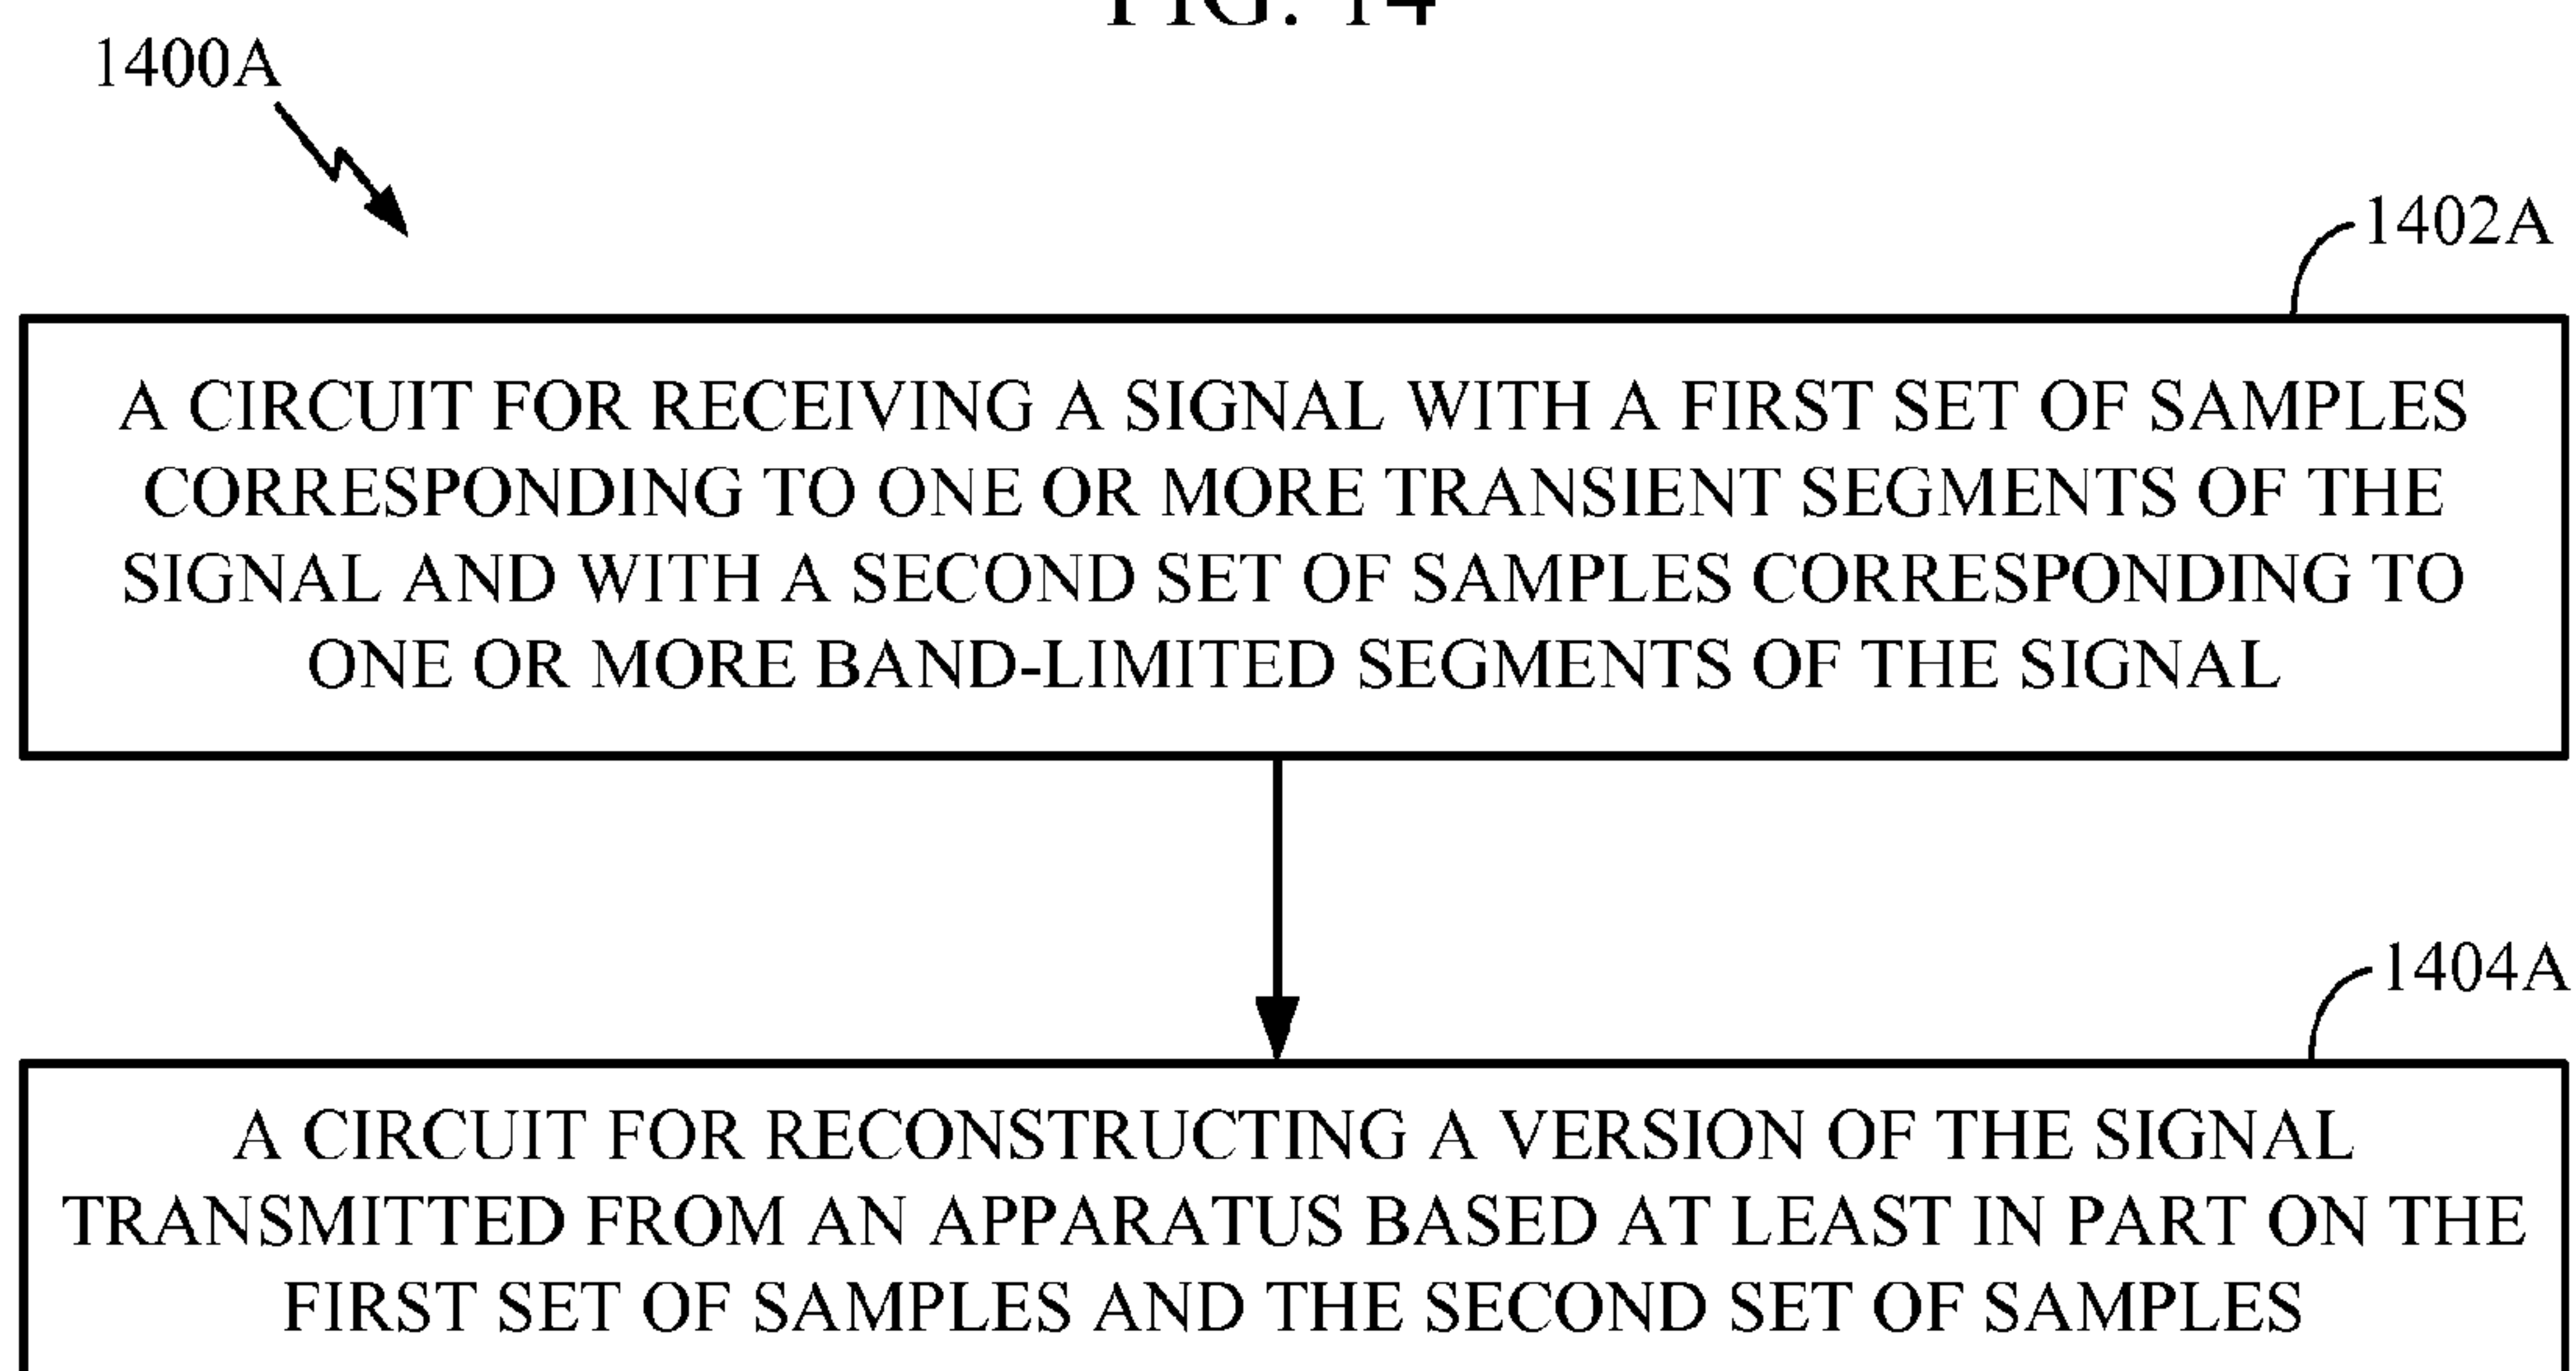 FIG. 14
1400A
1402A
A CIRCUIT FOR RECEIVING A SIGNAL WITH A FIRST SET OF SAMPLES
CORRESPONDING TO ONE OR MORE TRANSIENT SEGMENTS OF THE
SIGNAL AND WITH A SECOND SET OF SAMPLES CORRESPONDING TO
ONE OR MORE BAND-LIMITED SEGMENTS OF THE SIGNAL
1404A
A CIRCUIT FOR RECONSTRUCTING A VERSION OF THE SIGNAL
TRANSMITTED FROM AN APPARATUS BASED AT LEAST IN PART ON THE
FIRST SET OF SAMPLES AND THE SECOND SET OF SAMPLES